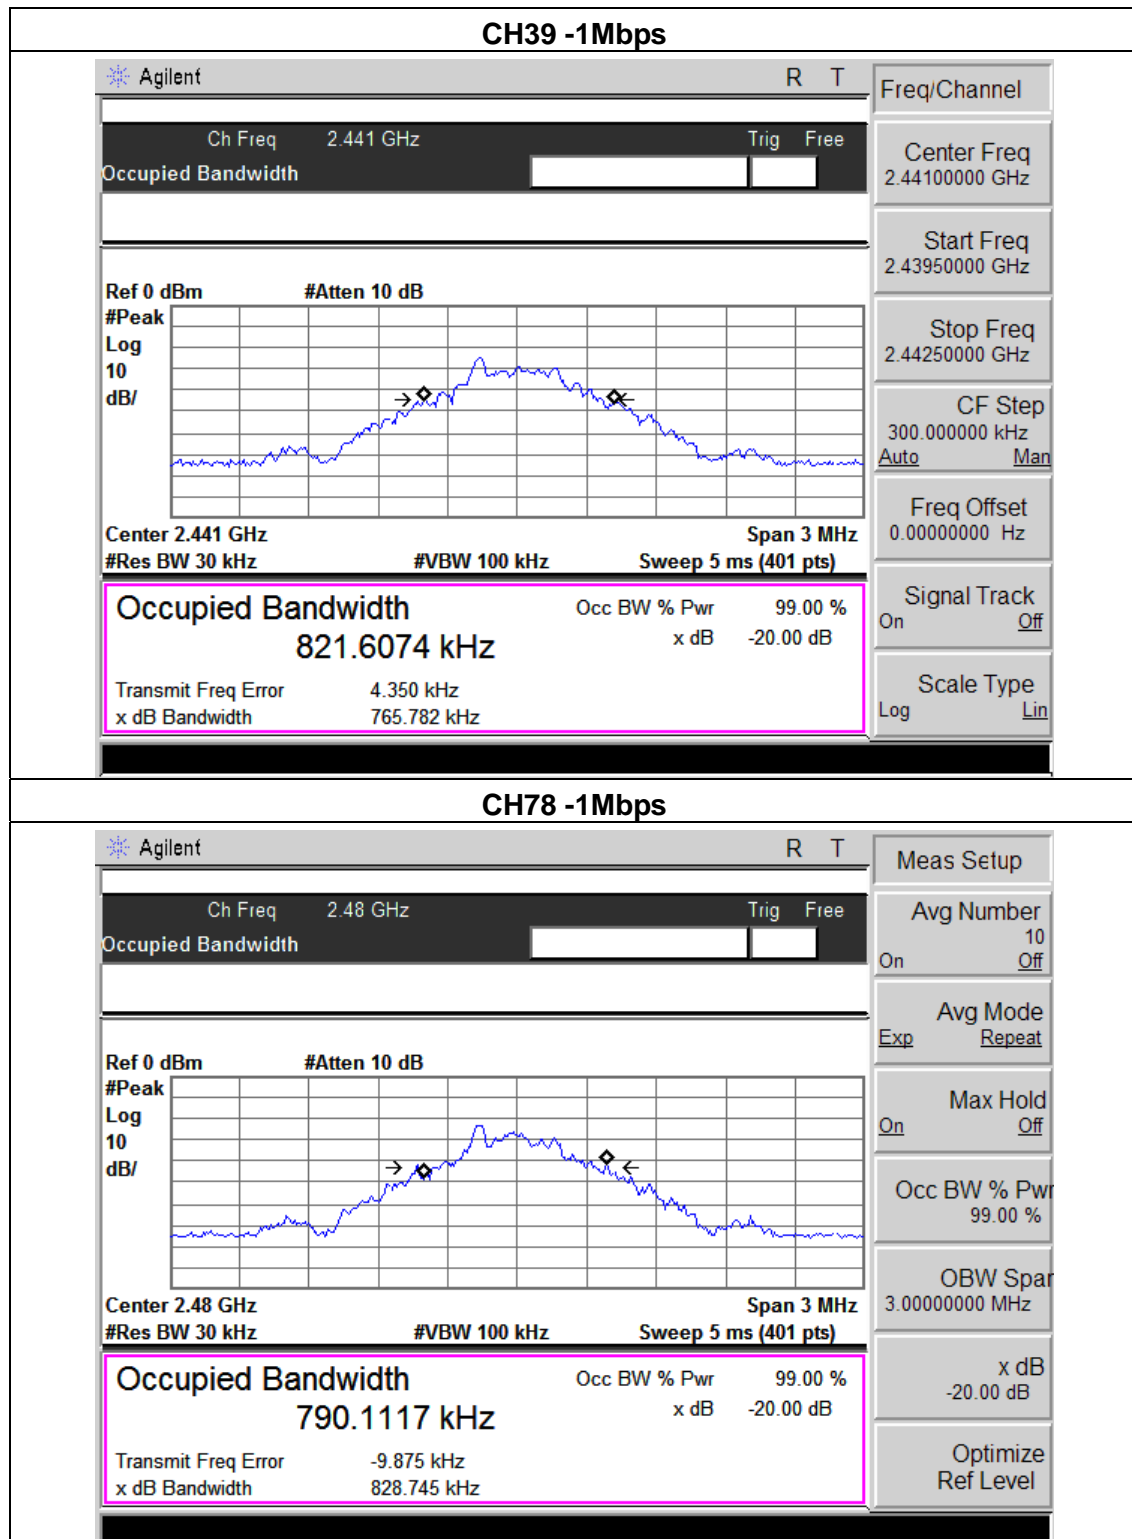 CH39 -1Mbps
Agilent R T
Freq/Channel
Ch Freq 2.441 GHz Trig Free
Occupied Bandwidth
Center Freq
2.44100000 GHz
Start Freq
2.43950000 GHz
Stop Freq
2.44250000 GHz
CF Step
300.000000 kHz
Auto Man
Freq Offset
0.00000000 Hz
Signal Track
On Off
Scale Type
Log Lin
Ref 0 dBm #Atten 10 dB
#Peak
Log
10
dB/
Center 2.441 GHz Span 3 MHz
#Res BW 30 kHz #VBW 100 kHz Sweep 5 ms (401 pts)
Occupied Bandwidth Occ BW % Pwr 99.00 %
821.6074 kHz x dB -20.00 dB
Transmit Freq Error 4.350 kHz
x dB Bandwidth 765.782 kHz
CH78 -1Mbps
Agilent R T
Meas Setup
Ch Freq 2.48 GHz Trig Free
Occupied Bandwidth
Avg Number
10
On Off
Avg Mode
Exp Repeat
Max Hold
On Off
Occ BW % Pwr
99.00 %
OBW Span
3.00000000 MHz
x dB
-20.00 dB
Optimize
Ref Level
Ref 0 dBm #Atten 10 dB
#Peak
Log
10
dB/
Center 2.48 GHz Span 3 MHz
#Res BW 30 kHz #VBW 100 kHz Sweep 5 ms (401 pts)
Occupied Bandwidth Occ BW % Pwr 99.00 %
790.1117 kHz x dB -20.00 dB
Transmit Freq Error -9.875 kHz
x dB Bandwidth 828.745 kHz